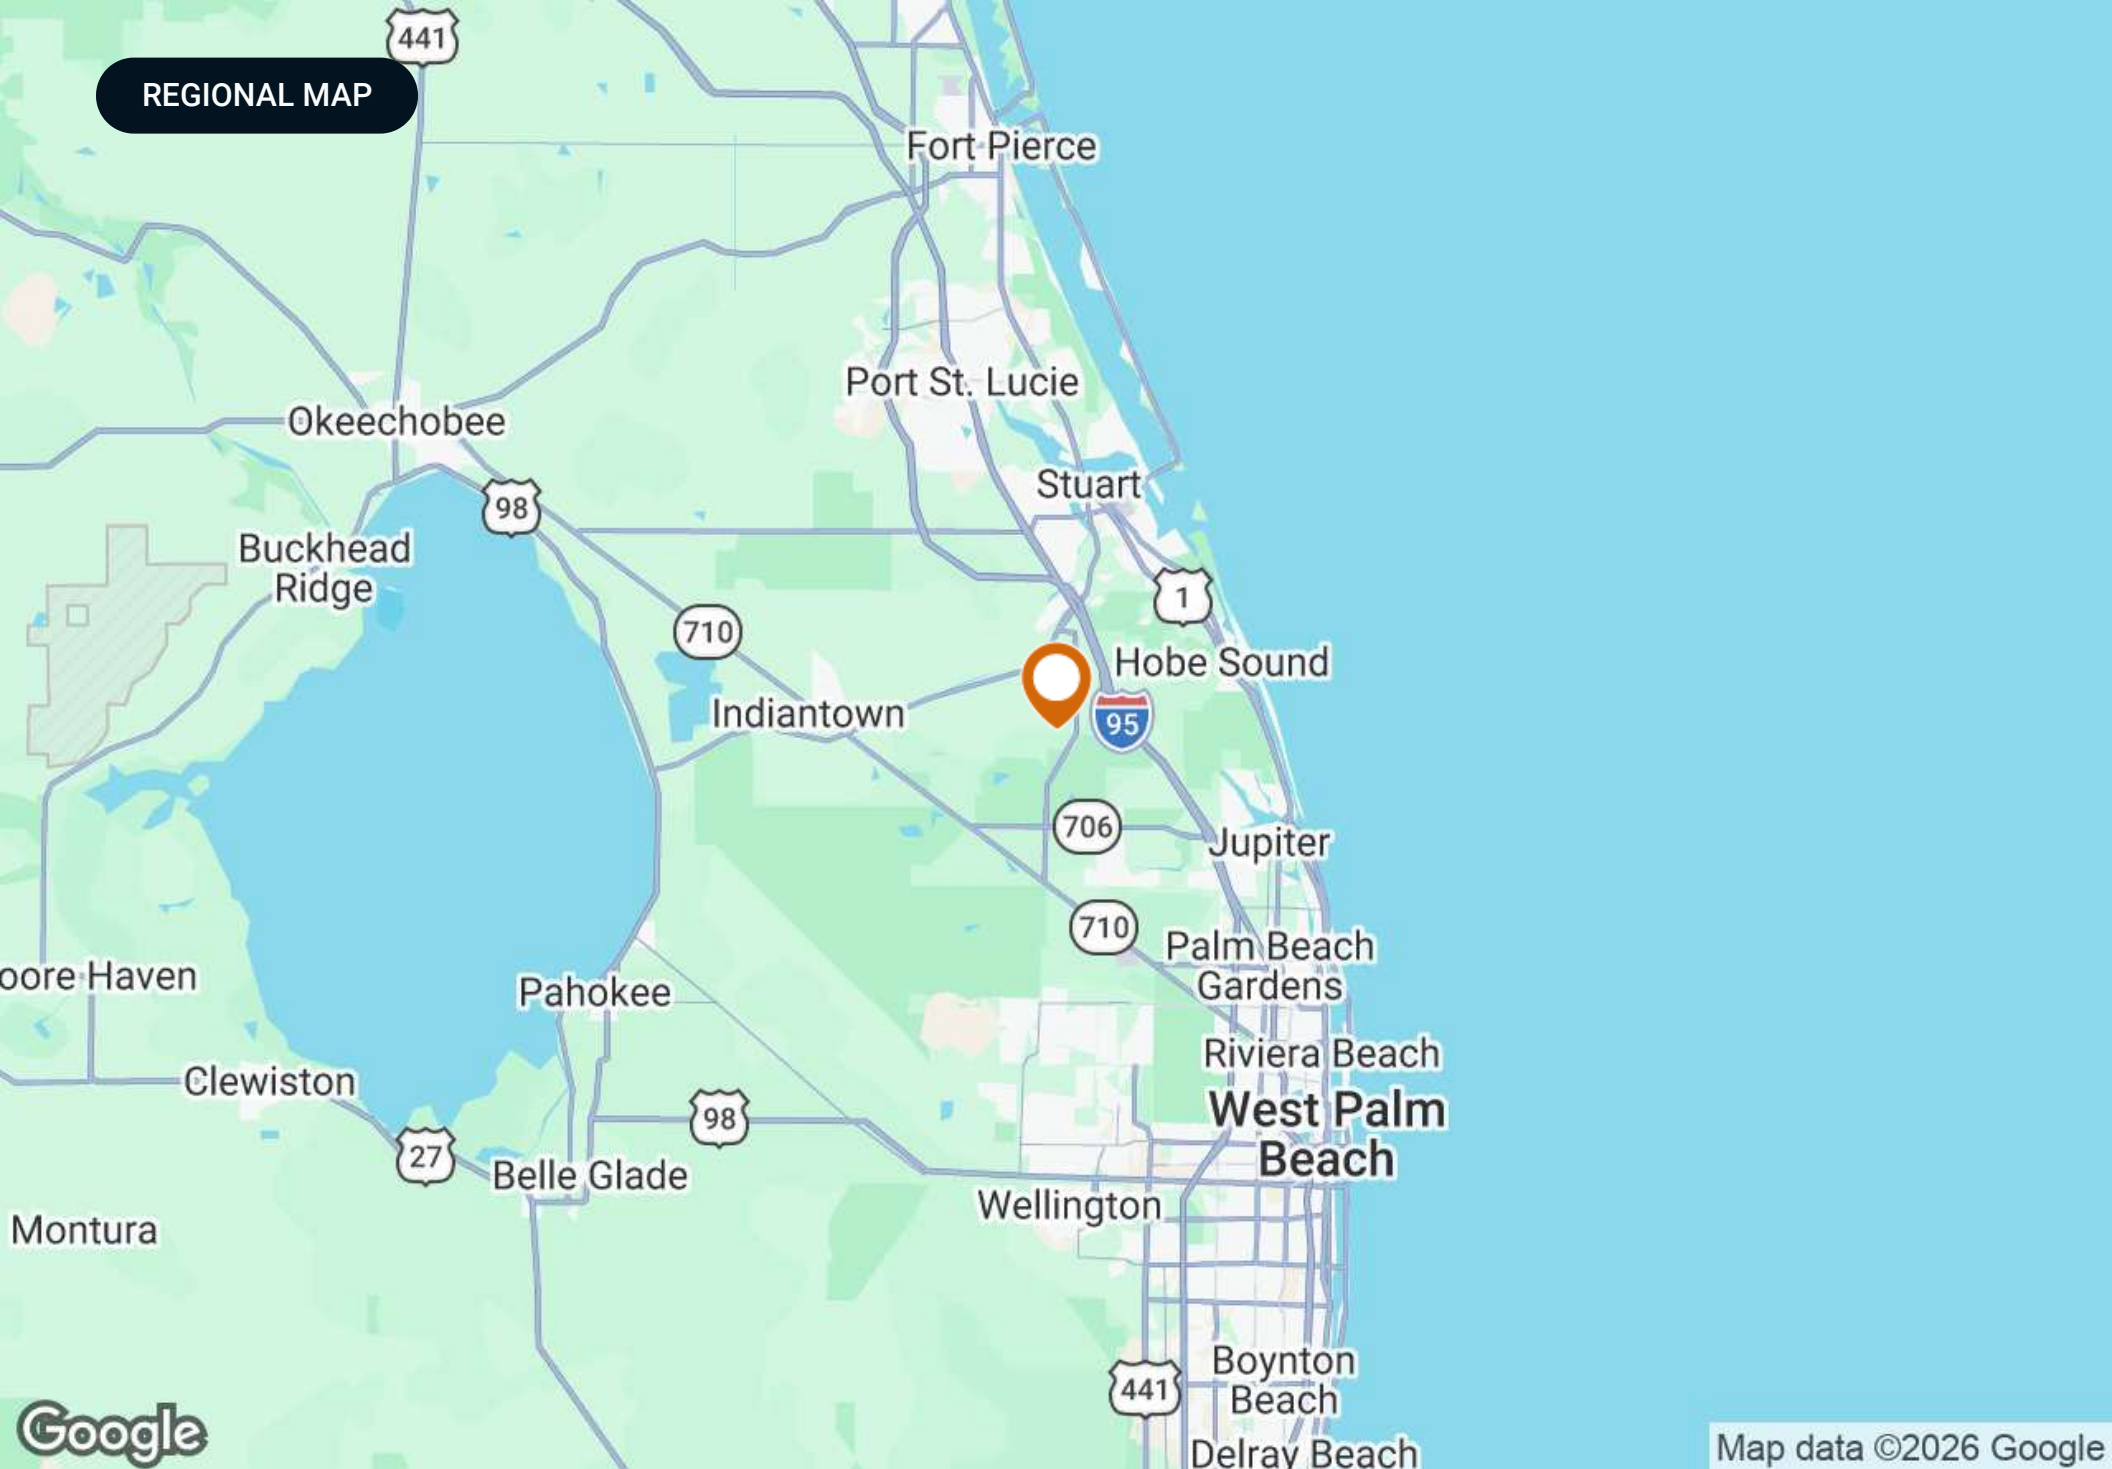 441
REGIONAL MAP
Fort Pierce
Port St. Lucie
Okeechobee
Stuart
98
Buckhead
Ridge
1
710
Hobe Sound
Indiantown
95
706
Jupiter
710
Palm Beach
Gardens
oore Haven
Pahokee
Riviera Beach
Clewiston
West Palm
Beach
98
27
Belle Glade
Wellington
Montura
Boynton
Beach
441
Google
Delray Beach
Map data ©2026 Google